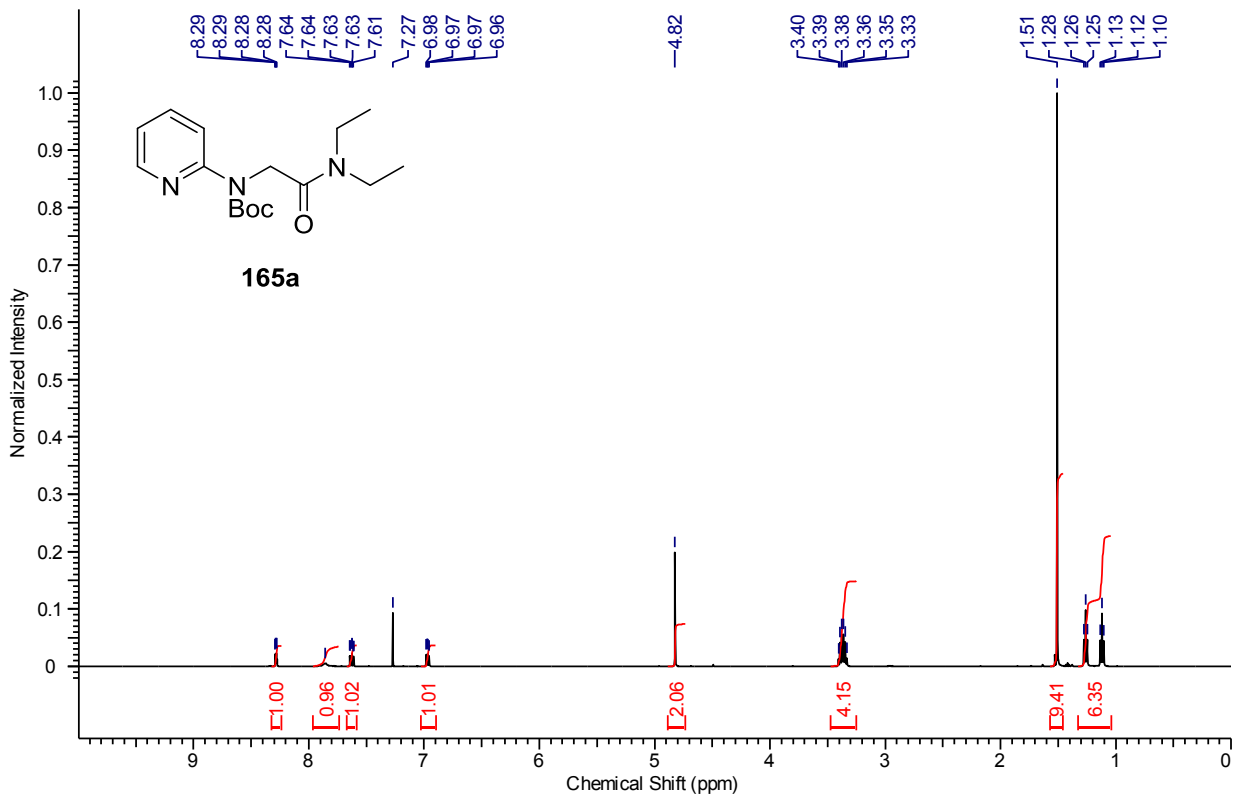 8.29 8.29 8.28 8.28 7.64 7.64 7.63 7.63 7.61 7.27 6.98 6.97 6.97 6.96 4.82 3.40 3.39 3.38 3.36 3.35 3.33 1.51 1.28 1.26 1.25 1.13 1.12 1.10
1.0
0.9
0.8
0.7
0.6
0.5
0.4
0.3
0.2
0.1
0
Normalized Intensity
N
N
Boc
O
N
165a
1.00 0.96 1.02 1.01 2.06 4.15 9.41 6.35
9 8 7 6 5 4 3 2 1 0
Chemical Shift (ppm)